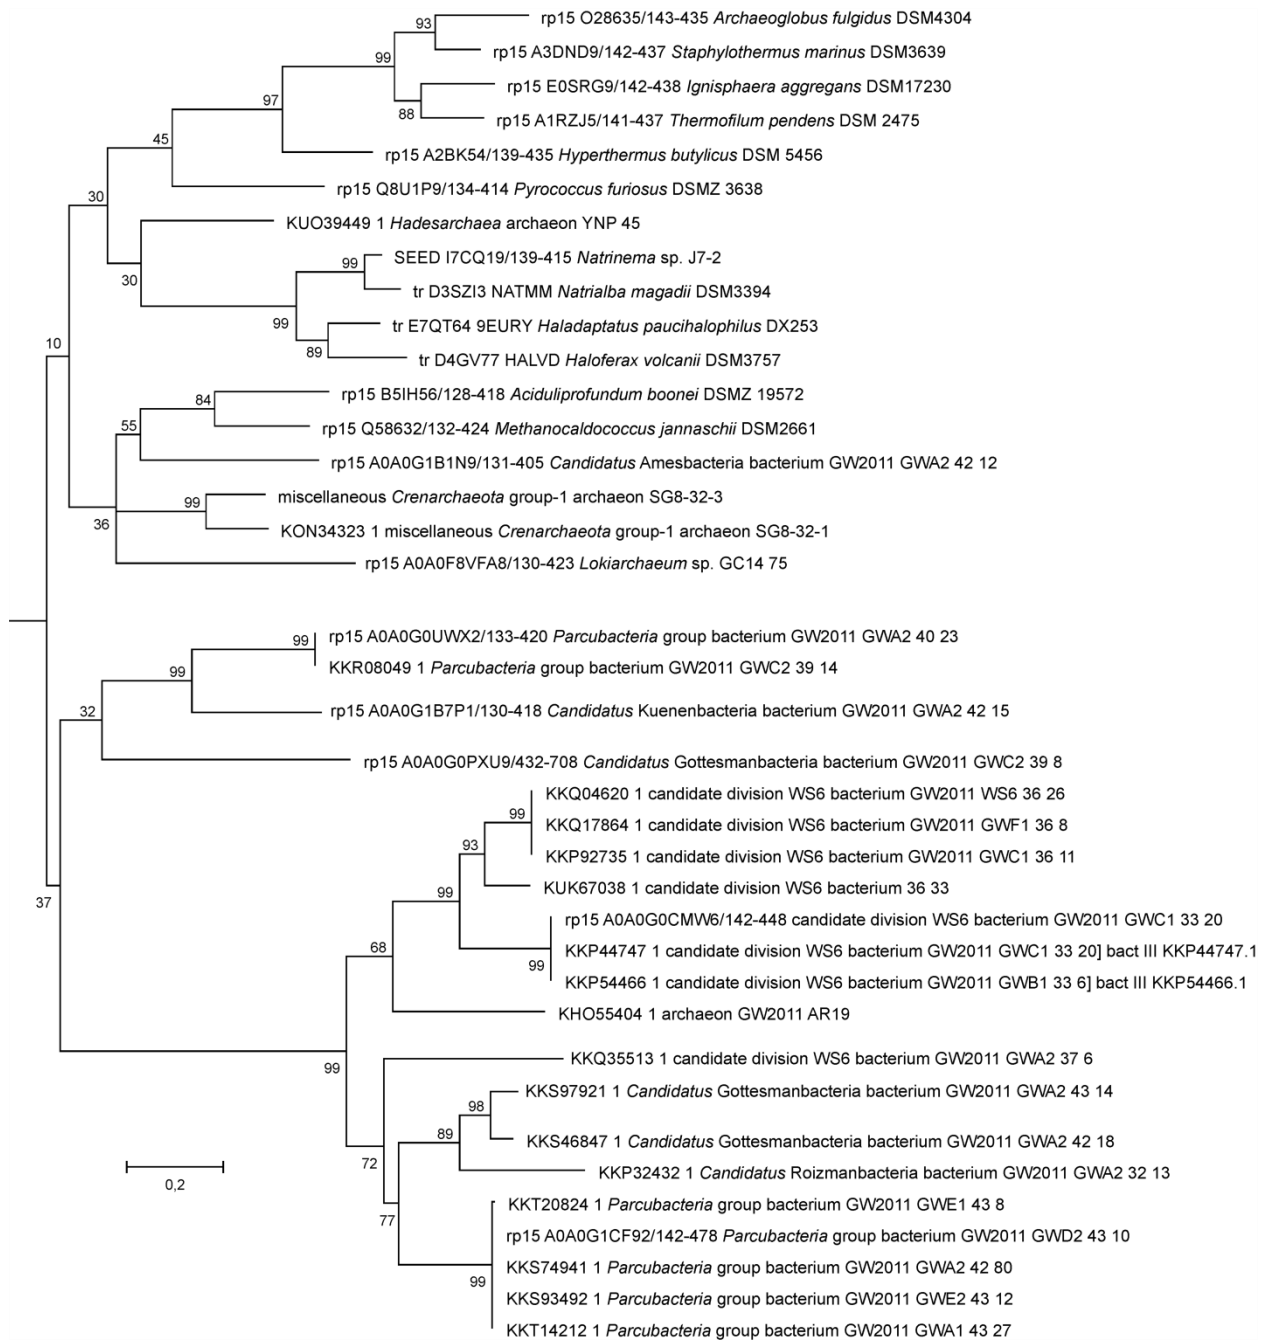 93
rp15 O28635/143-435 Archaeoglobus fulgidus DSM4304
99
rp15 A3DND9/142-437 Staphylothermus marinus DSM3639
rp15 E0SRG9/142-438 Ignisphaera aggregans DSM17230
97
88
rp15 A1RZJ5/141-437 Thermofilum pendens DSM 2475
45
rp15 A2BK54/139-435 Hyperthermus butylicus DSM 5456
rp15 Q8U1P9/134-414 Pyrococcus furiosus DSMZ 3638
30
KUO39449 1 Hadesarchaea archaeon YNP 45
99
SEED I7CQ19/139-415 Natrinema sp. J7-2
30
tr D3SZI3 NATMM Natrialba magadii DSM3394
99
tr E7QT64 9EURY Haladaptatus paucihalophilus DX253
10
89
tr D4GV77 HALVD Haloferax volcanii DSM3757
84
rp15 B5IH56/128-418 Aciduliprofundum boonei DSMZ 19572
55
rp15 Q58632/132-424 Methanocaldococcus jannaschii DSM2661
rp15 A0A0G1B1N9/131-405 Candidatus Amesbacteria bacterium GW2011 GWA2 42 12
99
miscellaneous Crenarchaeota group-1 archaeon SG8-32-3
36
KON34323 1 miscellaneous Crenarchaeota group-1 archaeon SG8-32-1
rp15 A0A0F8VFA8/130-423 Lokiarchaeum sp. GC14 75
99
rp15 A0A0G0UWX2/133-420 Parcubacteria group bacterium GW2011 GWA2 40 23
99
KKR08049 1 Parcubacteria group bacterium GW2011 GWC2 39 14
32
rp15 A0A0G1B7P1/130-418 Candidatus Kuenenbacteria bacterium GW2011 GWA2 42 15
rp15 A0A0G0PXU9/432-708 Candidatus Gottesmanbacteria bacterium GW2011 GWC2 39 8
KKQ04620 1 candidate division WS6 bacterium GW2011 WS6 36 26
99
KKQ17864 1 candidate division WS6 bacterium GW2011 GWF1 36 8
93
KKP92735 1 candidate division WS6 bacterium GW2011 GWC1 36 11
99
KUK67038 1 candidate division WS6 bacterium 36 33
37
rp15 A0A0G0CMW6/142-448 candidate division WS6 bacterium GW2011 GWC1 33 20
68
KKP44747 1 candidate division WS6 bacterium GW2011 GWC1 33 20] bact III KKP44747.1
99
KKP54466 1 candidate division WS6 bacterium GW2011 GWB1 33 6] bact III KKP54466.1
KHO55404 1 archaeon GW2011 AR19
99
KKQ35513 1 candidate division WS6 bacterium GW2011 GWA2 37 6
98
KKS97921 1 Candidatus Gottesmanbacteria bacterium GW2011 GWA2 43 14
89
KKS46847 1 Candidatus Gottesmanbacteria bacterium GW2011 GWA2 42 18
72
KKP32432 1 Candidatus Roizmanbacteria bacterium GW2011 GWA2 32 13
0,2
KKT20824 1 Parcubacteria group bacterium GW2011 GWE1 43 8
77
rp15 A0A0G1CF92/142-478 Parcubacteria group bacterium GW2011 GWD2 43 10
99
KKS74941 1 Parcubacteria group bacterium GW2011 GWA2 42 80
KKS93492 1 Parcubacteria group bacterium GW2011 GWE2 43 12
KKT14212 1 Parcubacteria group bacterium GW2011 GWA1 43 27